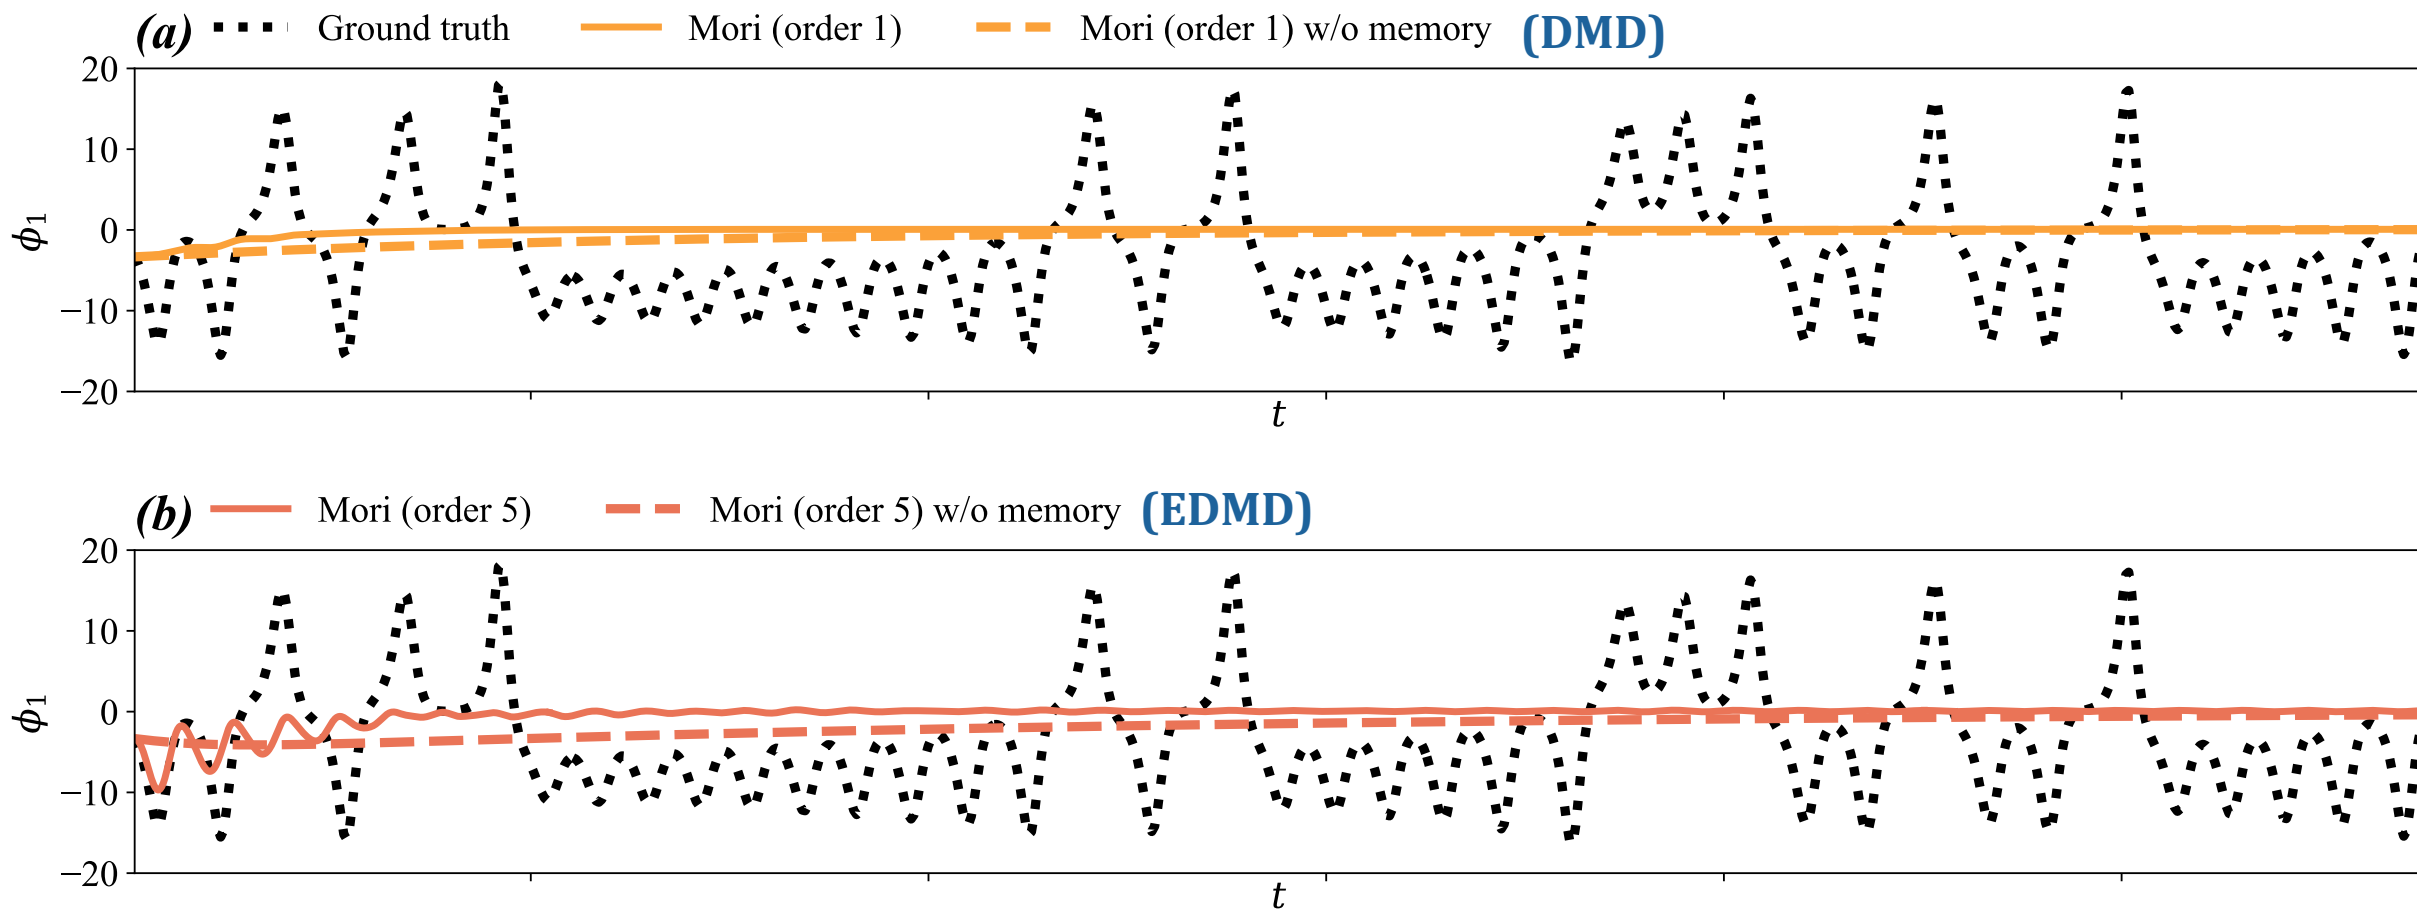 (a) Ground truth Mori (order 1) Mori (order 1) w/o memory (DMD)
20
10
0
−10
−20
ϕ1
t
(b) Mori (order 5) Mori (order 5) w/o memory (EDMD)
20
10
0
−10
−20
ϕ1
t